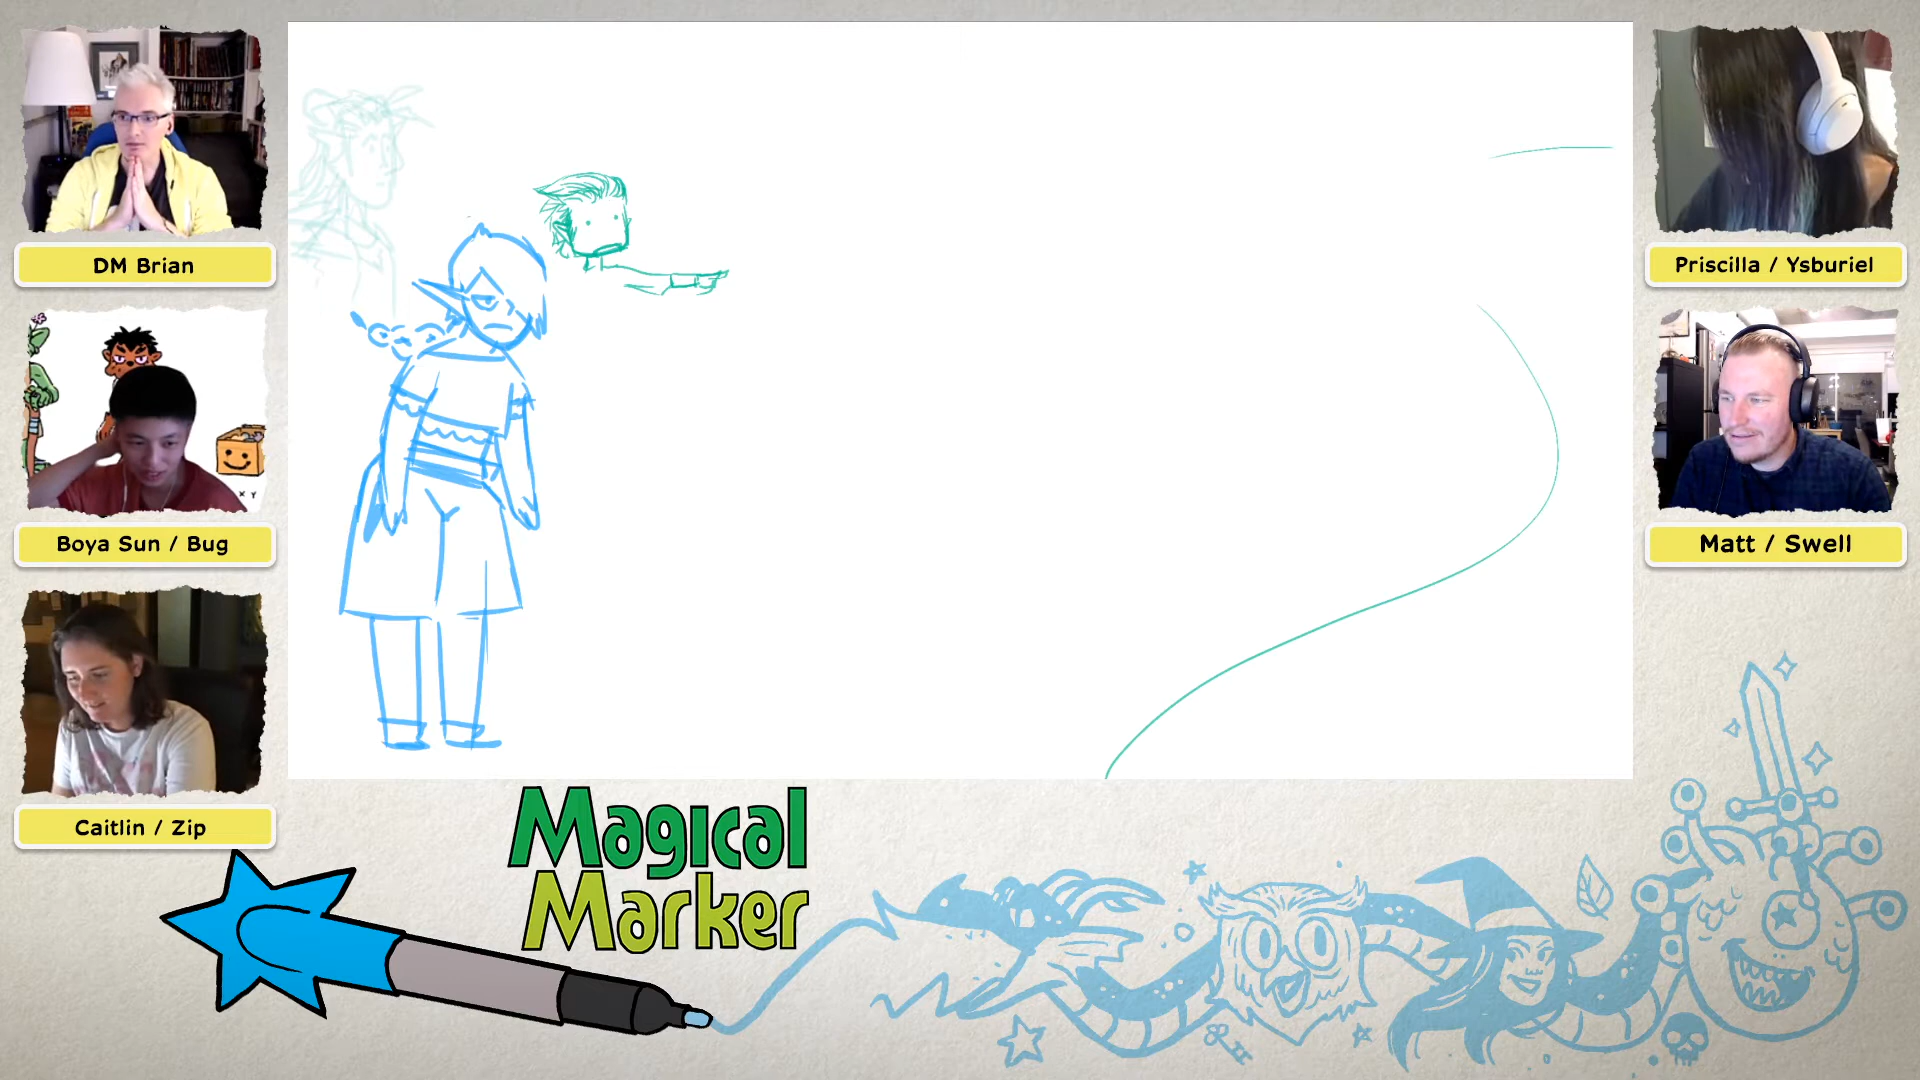 DM Brian
Priscilla / Ysburiel
Boya Sun / Bug
Matt / Swell
Caitlin / Zip
Magical
Marker